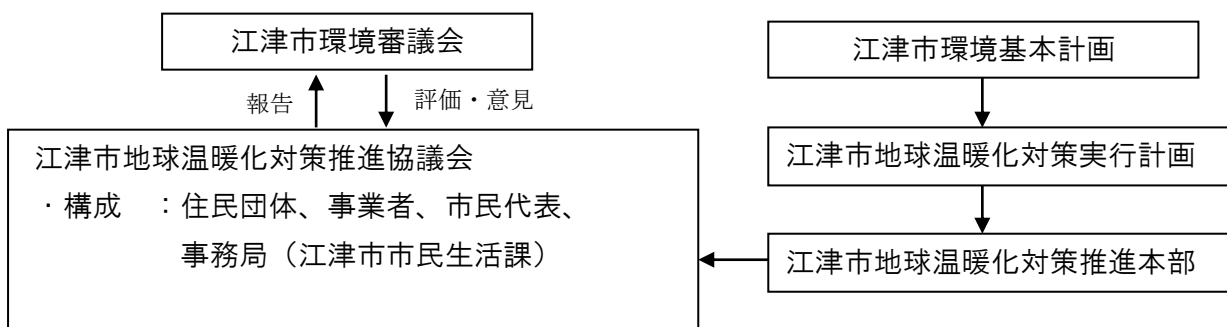 江津市環境審議会
江津市環境基本計画
報告
評価・意見
江津市地球温暖化対策推進協議会
・構成　：住民団体、事業者、市民代表、
事務局（江津市市民生活課）
江津市地球温暖化対策実行計画
江津市地球温暖化対策推進本部